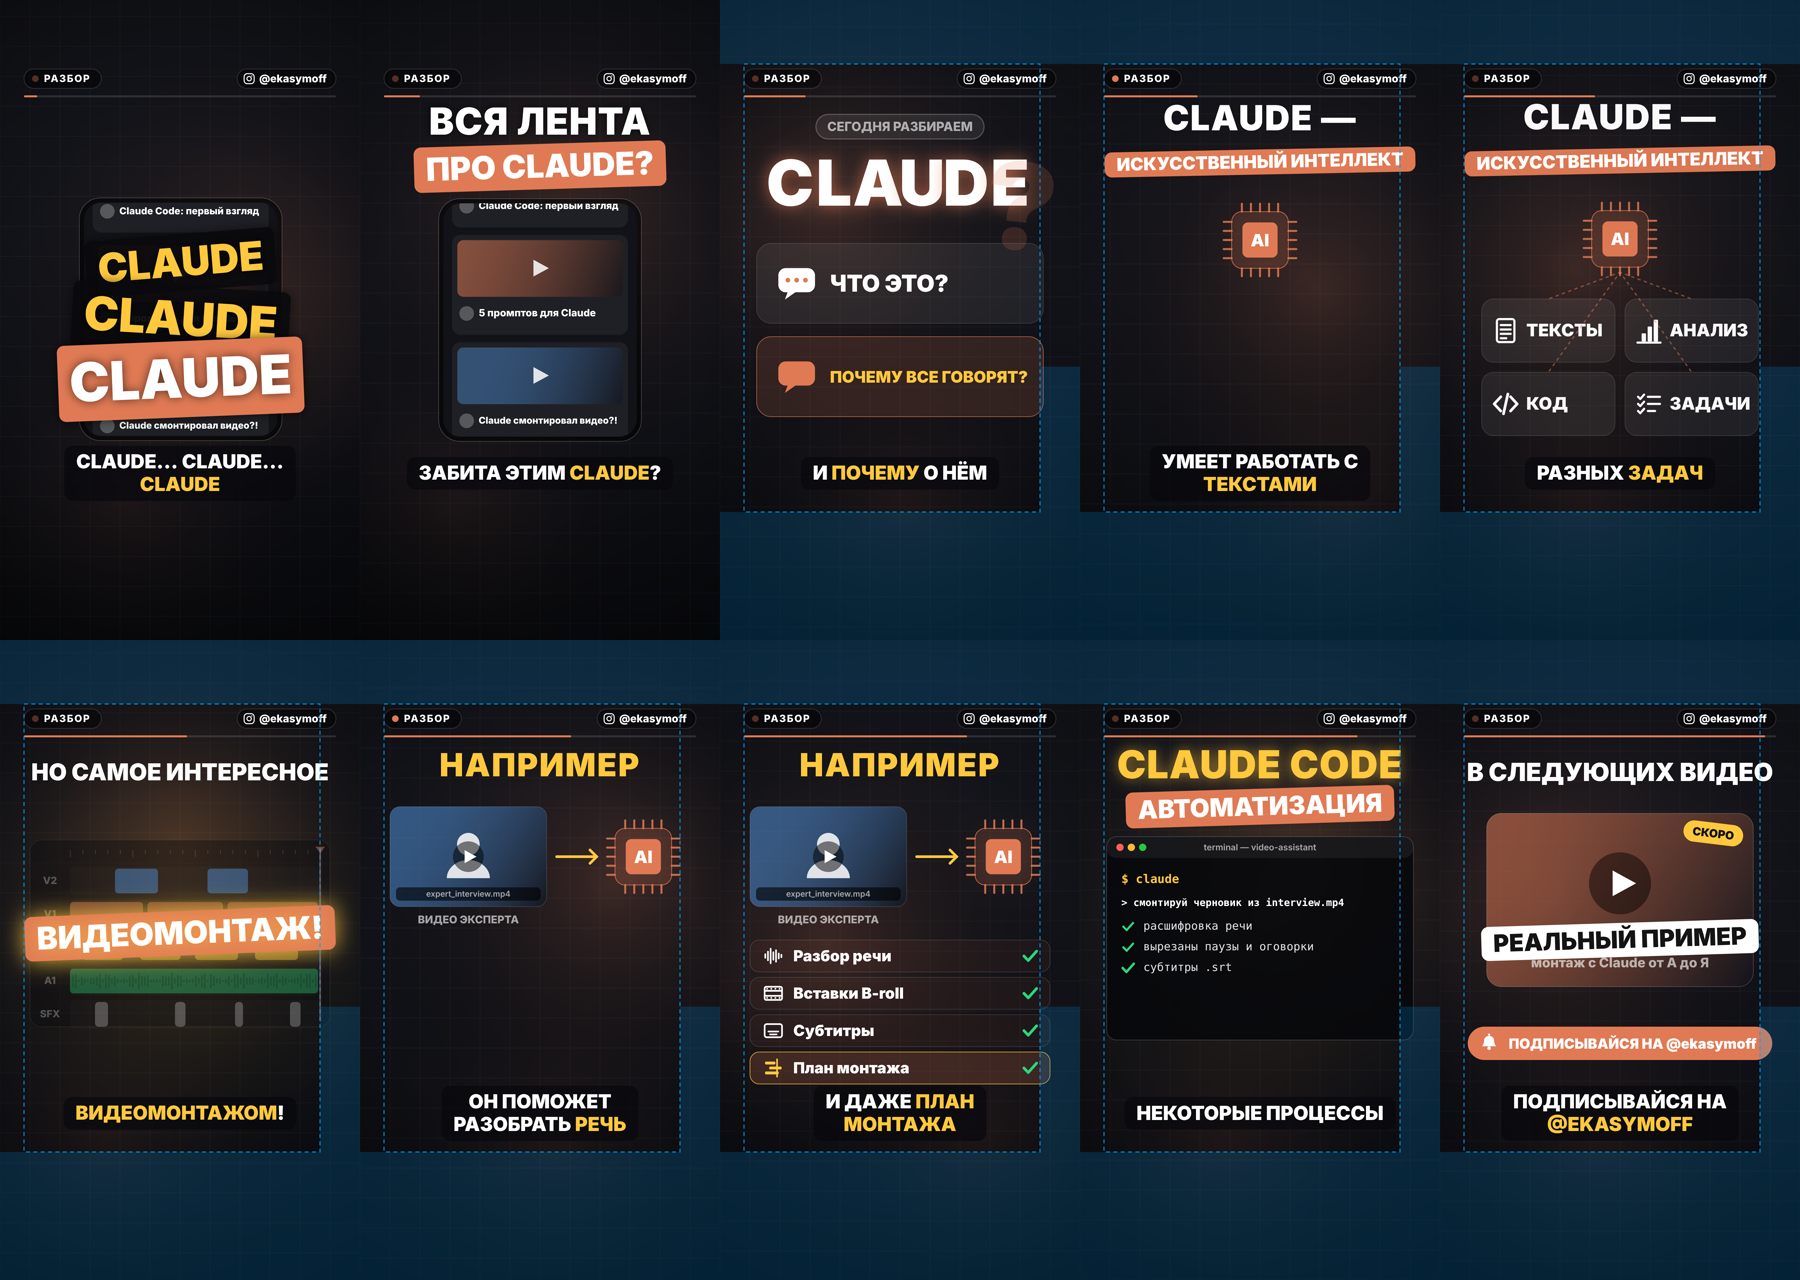 РАЗБОР
@ekasymoff
Claude Code: первый взгляд
CLAUDE
CLAUDE
CLAUDE
Claude смонтировал видео?!
CLAUDE... CLAUDE...
CLAUDE
РАЗБОР
@ekasymoff
ВСЯ ЛЕНТА
ПРО CLAUDE?
Claude Code: первый взгляд
5 промптов для Claude
Claude смонтировал видео?!
ЗАБИТА ЭТИМ CLAUDE?
РАЗБОР
@ekasymoff
СЕГОДНЯ РАЗБИРАЕМ
CLAUDE
?
ЧТО ЭТО?
ПОЧЕМУ ВСЕ ГОВОРЯТ?
И ПОЧЕМУ О НЁМ
РАЗБОР
@ekasymoff
CLAUDE —
ИСКУССТВЕННЫЙ ИНТЕЛЛЕКТ
AI
УМЕЕТ РАБОТАТЬ С
ТЕКСТАМИ
РАЗБОР
@ekasymoff
CLAUDE —
ИСКУССТВЕННЫЙ ИНТЕЛЛЕКТ
AI
ТЕКСТЫ
АНАЛИЗ
КОД
ЗАДАЧИ
РАЗНЫХ ЗАДАЧ
РАЗБОР
@ekasymoff
НО САМОЕ ИНТЕРЕСНОЕ
V2
V1
ВИДЕОМОНТАЖ!
A1
SFX
ВИДЕОМОНТАЖОМ!
РАЗБОР
@ekasymoff
НАПРИМЕР
AI
expert_interview.mp4
ВИДЕО ЭКСПЕРТА
ОН ПОМОЖЕТ
РАЗОБРАТЬ РЕЧЬ
РАЗБОР
@ekasymoff
НАПРИМЕР
AI
expert_interview.mp4
ВИДЕО ЭКСПЕРТА
Разбор речи
Вставки B-roll
Субтитры
План монтажа
И ДАЖЕ ПЛАН
МОНТАЖА
РАЗБОР
@ekasymoff
CLAUDE CODE
АВТОМАТИЗАЦИЯ
terminal — video-assistant
$ claude
> смонтируй черновик из interview.mp4
расшифровка речи
вырезаны паузы и оговорки
субтитры .srt
НЕКОТОРЫЕ ПРОЦЕССЫ
РАЗБОР
@ekasymoff
В СЛЕДУЮЩИХ ВИДЕО
СКОРО
РЕАЛЬНЫЙ ПРИМЕР
монтаж с Claude от А до Я
ПОДПИСЫВАЙСЯ НА @ekasymoff
ПОДПИСЫВАЙСЯ НА
@EKASYMOFF